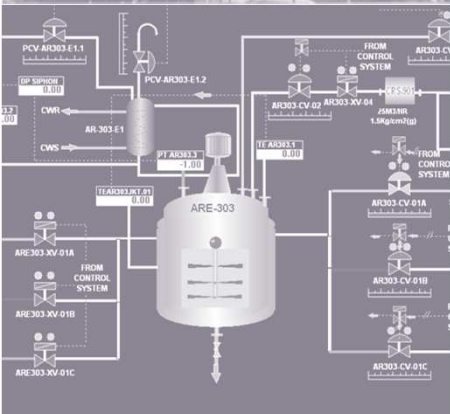 PCV-AR303-E1.1
PCV-AR303-E1.2
DP SIPHON
0.00
CWR
CWS
AR-303-E1
PT AR303.3
-1.00
TE AR303.1
0.00
TEAR303.JKT.01
0.00
ARE-303
FROM
CONTROL
SYSTEM
AR303-CV-02
AR303-XV-04
25M3/HR
1.5Kg/cm2(g)
FROM
CONTROL
SYSTEM
AR303-CV-01A
AR303-CV-01B
AR303-CV-01C
ARE303-XV-01A
FROM
CONTROL
SYSTEM
ARE303-XV-01B
ARE303-XV-01C